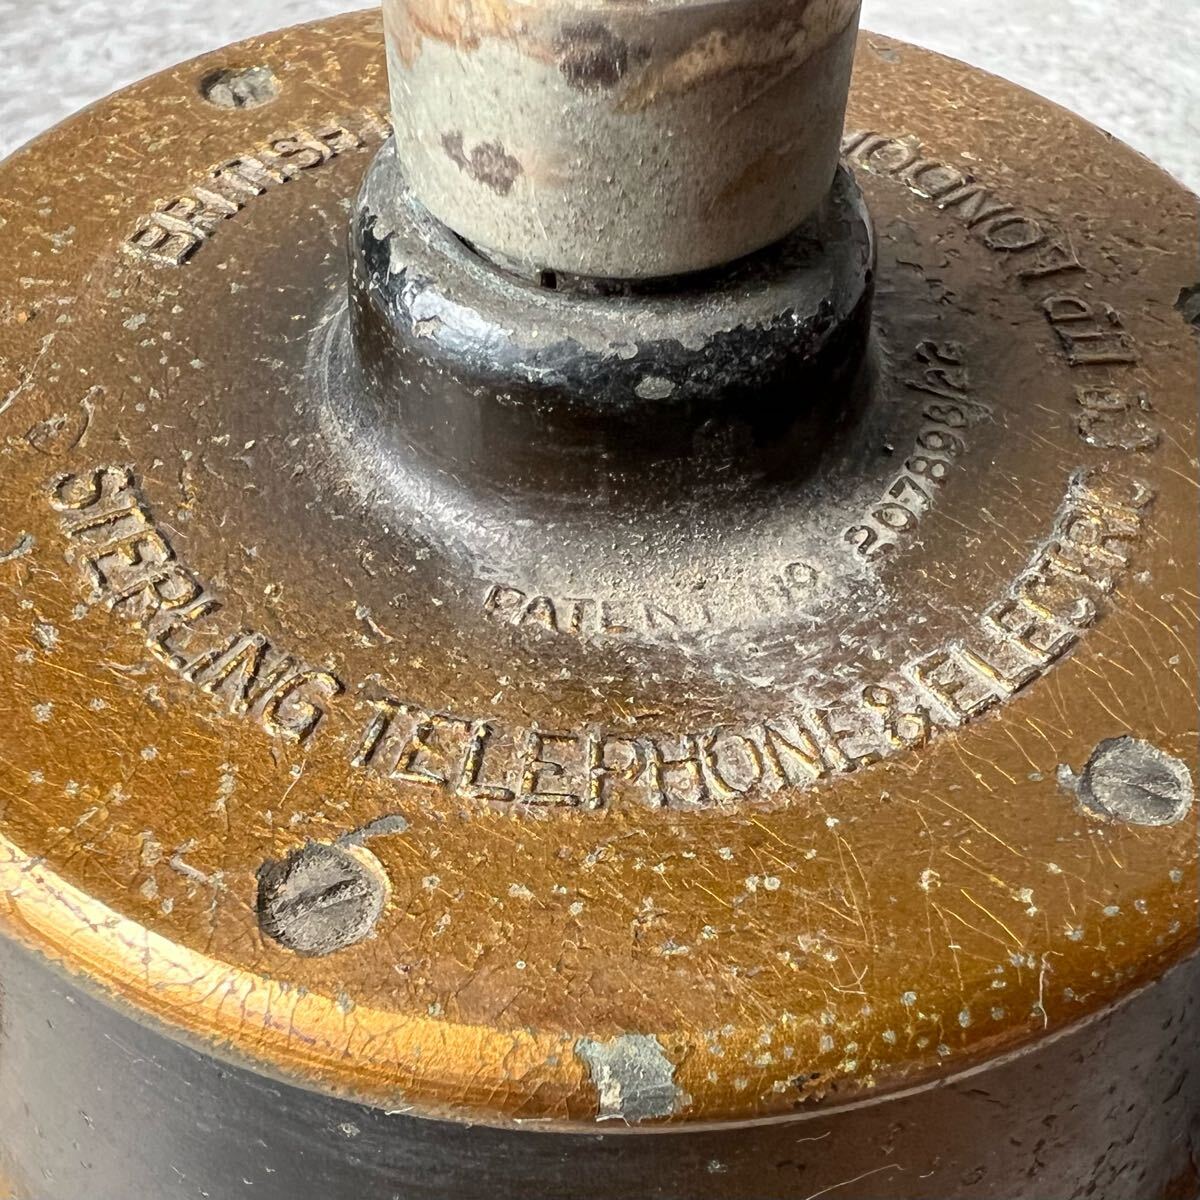 STERLING TELEPHONE & ELECTRIC CO LTD LONDON
BRITISH
PATENT NO 207898/22